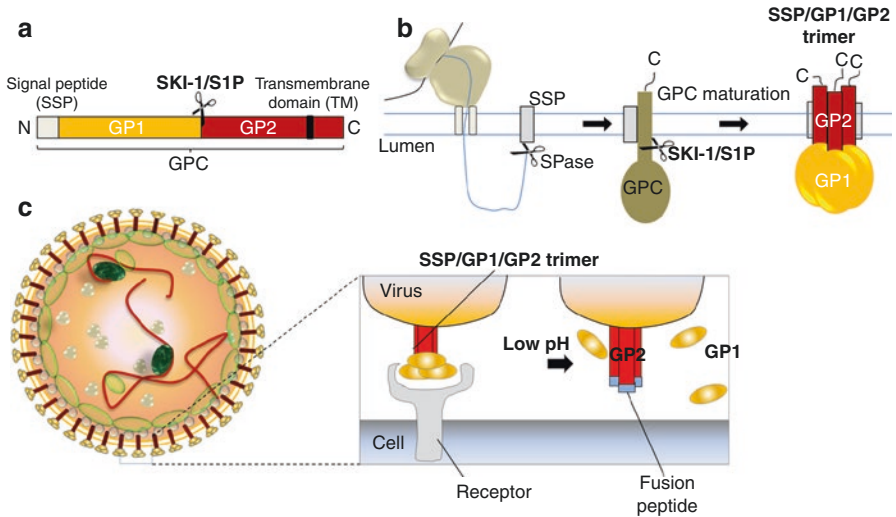 a
Signal peptide
(SSP)
SKI-1/S1P
Transmembrane
domain (TM)
N
GP1
GP2
C
GPC
b
Lumen
SSP
SPase
C
GPC maturation
SKI-1/S1P
GPC
SSP/GP1/GP2
trimer
C
C
C
GP2
GP1
c
SSP/GP1/GP2 trimer
Virus
Low pH
GP2
GP1
Cell
Receptor
Fusion
peptide